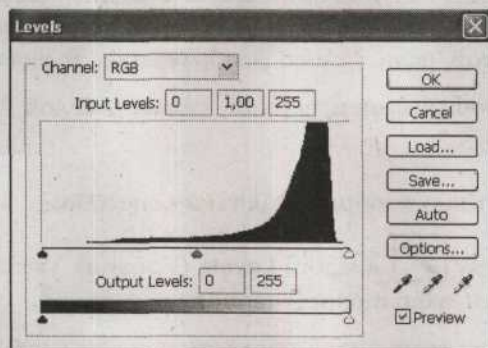 Levels
Channel: RGB
Input Levels: 0 1,00 255
Output Levels: 0 255
OK
Cancel
Load...
Save...
Auto
Options...
Preview